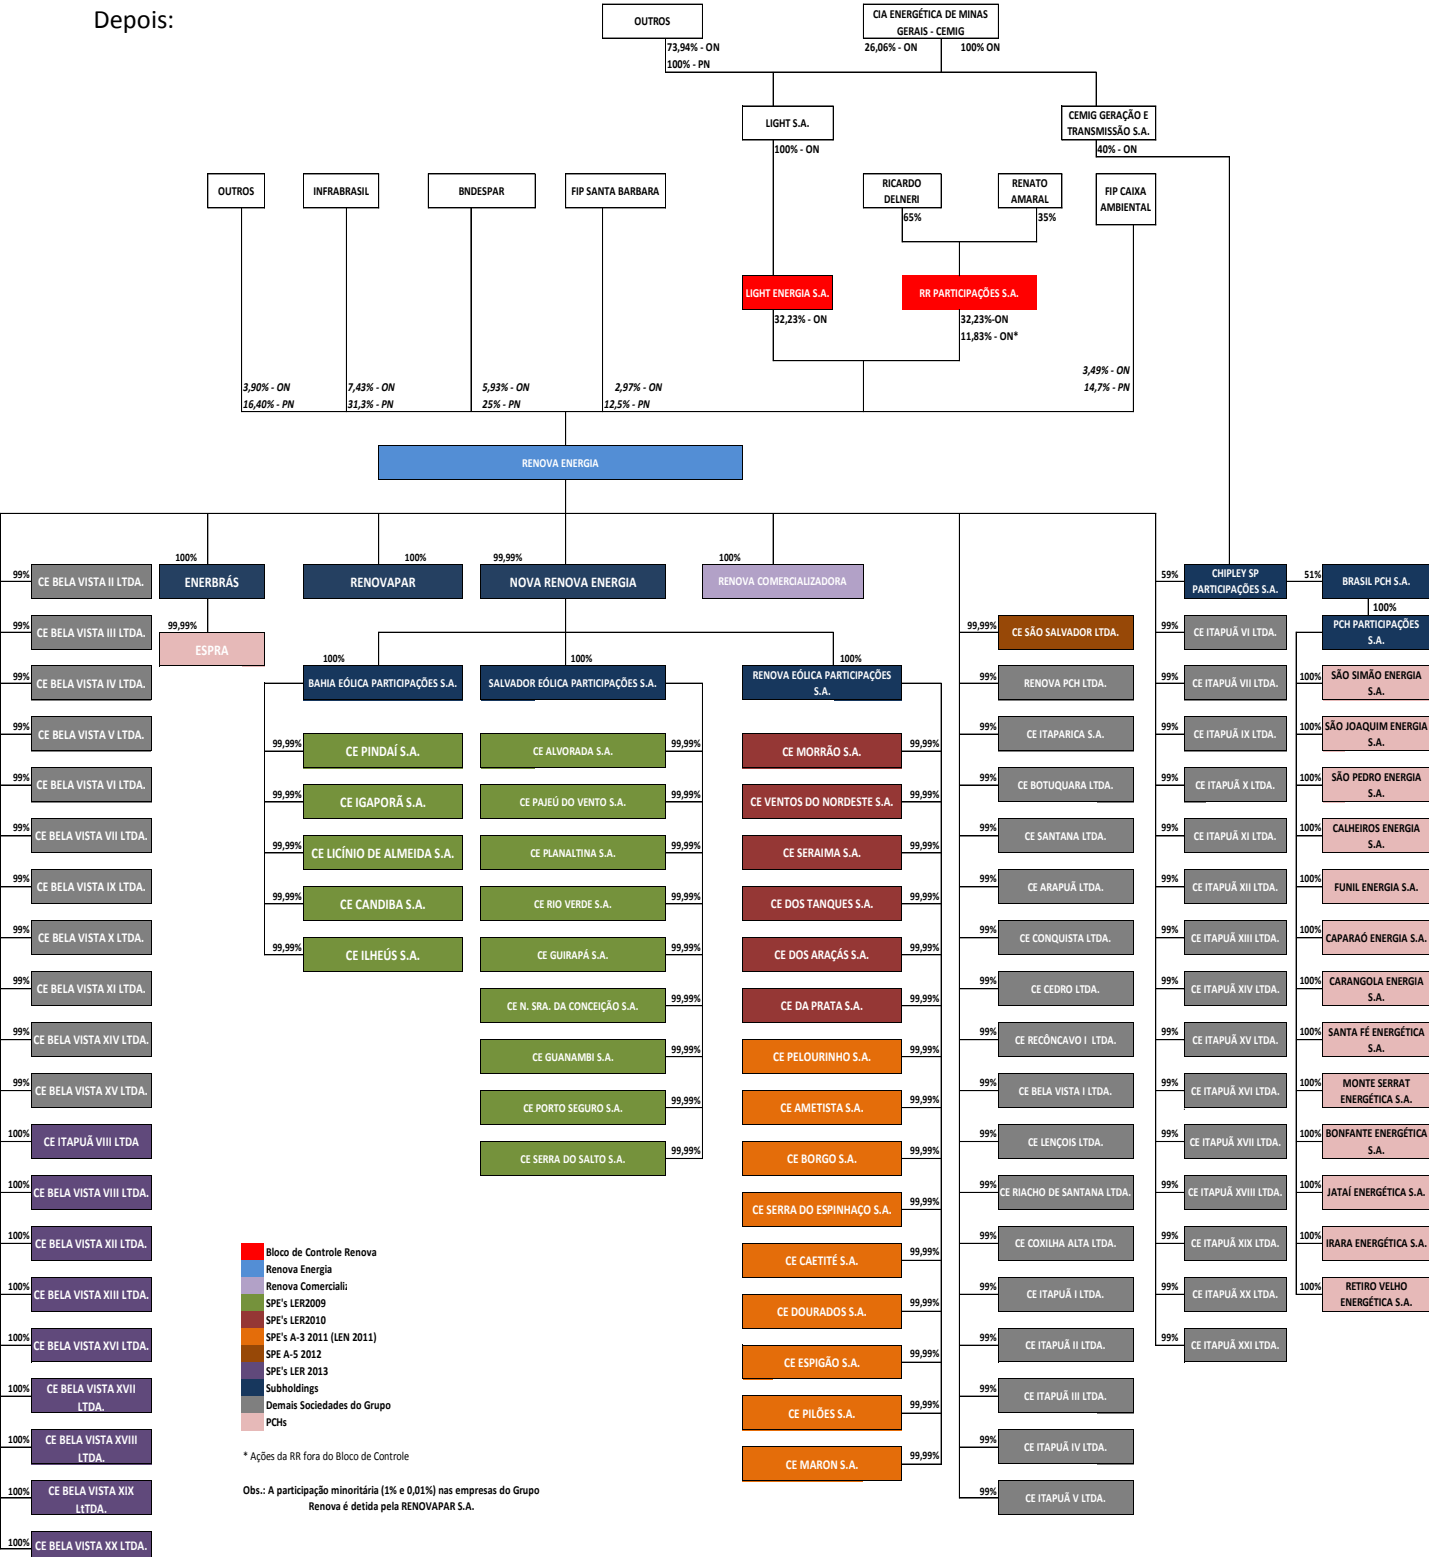 Depois:
OUTROS
CIA ENERGÉTICA DE MINAS
GERAIS - CEMIG
73,94% - ON
100% - PN
26,06% - ON
100% ON
LIGHT S.A.
100% - ON
CEMIG GERAÇÃO E
TRANSMISSÃO S.A.
40% - ON
OUTROS
INFRABRASIL
BNDESPAR
FIP SANTA BARBARA
RICARDO
DELNERI
65%
RENATO
AMARAL
35%
FIP CAIXA
AMBIENTAL
LIGHT ENERGIA S.A.
32,23% - ON
RR PARTICIPAÇÕES S.A.
32,23%-ON
11,83% - ON*
3,90% - ON
16,40% - PN
7,43% - ON
31,3% - PN
5,93% - ON
25% - PN
2,97% - ON
12,5% - PN
3,49% - ON
14,7% - PN
RENOVA ENERGIA
99% CE BELA VISTA II LTDA.
99% CE BELA VISTA III LTDA.
99% CE BELA VISTA IV LTDA.
99% CE BELA VISTA V LTDA.
99% CE BELA VISTA VI LTDA.
99% CE BELA VISTA VII LTDA.
99% CE BELA VISTA IX LTDA.
99% CE BELA VISTA X LTDA.
99% CE BELA VISTA XI LTDA.
99% CE BELA VISTA XIV LTDA.
99% CE BELA VISTA XV LTDA.
100% CE ITAPUÃ VIII LTDA
100% CE BELA VISTA VIII LTDA.
100% CE BELA VISTA XII LTDA.
100% CE BELA VISTA XIII LTDA.
100% CE BELA VISTA XVI LTDA.
100% CE BELA VISTA XVII
LTDA.
100% CE BELA VISTA XVIII
LTDA.
100% CE BELA VISTA XIX
LtTDA.
100% CE BELA VISTA XX LTDA.
100%
ENERBRÁS
99,99%
ESPRA
100%
RENOVAPAR
99,99%
NOVA RENOVA ENERGIA
100%
RENOVA COMERCIALIZADORA
100%
BAHIA EÓLICA PARTICIPAÇÕES S.A.
99,99% CE PINDAÍ S.A.
99,99% CE IGAPORÃ S.A.
99,99% CE LICÍNIO DE ALMEIDA S.A.
99,99% CE CANDIBA S.A.
99,99% CE ILHEÚS S.A.
100%
SALVADOR EÓLICA PARTICIPAÇÕES S.A.
CE ALVORADA S.A. 99,99%
CE PAJEÚ DO VENTO S.A. 99,99%
CE PLANALTINA S.A. 99,99%
CE RIO VERDE S.A. 99,99%
CE GUIRAPÁ S.A. 99,99%
CE N. SRA. DA CONCEIÇÃO S.A. 99,99%
CE GUANAMBI S.A. 99,99%
CE PORTO SEGURO S.A. 99,99%
CE SERRA DO SALTO S.A. 99,99%
100%
RENOVA EÓLICA PARTICIPAÇÕES
S.A.
CE MORRÃO S.A. 99,99%
CE VENTOS DO NORDESTE S.A. 99,99%
CE SERAIMA S.A. 99,99%
CE DOS TANQUES S.A. 99,99%
CE DOS ARAÇÁS S.A. 99,99%
CE DA PRATA S.A. 99,99%
CE PELOURINHO S.A. 99,99%
CE AMETISTA S.A. 99,99%
CE BORGO S.A. 99,99%
CE SERRA DO ESPINHAÇO S.A. 99,99%
CE CAETITÉ S.A. 99,99%
CE DOURADOS S.A. 99,99%
CE ESPIGÃO S.A. 99,99%
CE PILÕES S.A. 99,99%
CE MARON S.A. 99,99%
99,99% CE SÃO SALVADOR LTDA.
99% RENOVA PCH LTDA.
99% CE ITAPARICA S.A.
99% CE BOTUQUARA LTDA.
99% CE SANTANA LTDA.
99% CE ARAPUÃ LTDA.
99% CE CONQUISTA LTDA.
99% CE CEDRO LTDA.
99% CE RECÔNCAVO I LTDA.
99% CE BELA VISTA I LTDA.
99% CE LENÇOIS LTDA.
99% CE RIACHO DE SANTANA LTDA.
99% CE COXILHA ALTA LTDA.
99% CE ITAPUÃ I LTDA.
99% CE ITAPUÃ II LTDA.
99% CE ITAPUÃ III LTDA.
99% CE ITAPUÃ IV LTDA.
99% CE ITAPUÃ V LTDA.
59% CHIPLEY SP
PARTICIPAÇÕES S.A.
99% CE ITAPUÃ VI LTDA.
99% CE ITAPUÃ VII LTDA.
99% CE ITAPUÃ IX LTDA.
99% CE ITAPUÃ X LTDA.
99% CE ITAPUÃ XI LTDA.
99% CE ITAPUÃ XII LTDA.
99% CE ITAPUÃ XIII LTDA.
99% CE ITAPUÃ XIV LTDA.
99% CE ITAPUÃ XV LTDA.
99% CE ITAPUÃ XVI LTDA.
99% CE ITAPUÃ XVII LTDA.
99% CE ITAPUÃ XVIII LTDA.
99% CE ITAPUÃ XIX LTDA.
99% CE ITAPUÃ XX LTDA.
99% CE ITAPUÃ XXI LTDA.
51% BRASIL PCH S.A.
100%
PCH PARTICIPAÇÕES
S.A.
100% SÃO SIMÃO ENERGIA
S.A.
100% SÃO JOAQUIM ENERGIA
S.A.
100% SÃO PEDRO ENERGIA
S.A.
100% CALHEIROS ENERGIA
S.A.
100% FUNIL ENERGIA S.A.
100% CAPARAÓ ENERGIA S.A.
100% CARANGOLA ENERGIA
S.A.
100% SANTA FÉ ENERGÉTICA
S.A.
100% MONTE SERRAT
ENERGÉTICA S.A.
100% BONFANTE ENERGÉTICA
S.A.
100% JATAÍ ENERGÉTICA S.A.
100% IRARA ENERGÉTICA S.A.
100% RETIRO VELHO
ENERGÉTICA S.A.
Bloco de Controle Renova
Renova Energia
Renova Comerciali
SPE's LER2009
SPE's LER2010
SPE's A-3 2011 (LEN 2011)
SPE A-5 2012
SPE's LER 2013
Subholdings
Demais Sociedades do Grupo
PCHs
* Ações da RR fora do Bloco de Controle
Obs.: A participação minoritária (1% e 0,01%) nas empresas do Grupo
Renova é detida pela RENOVAPAR S.A.